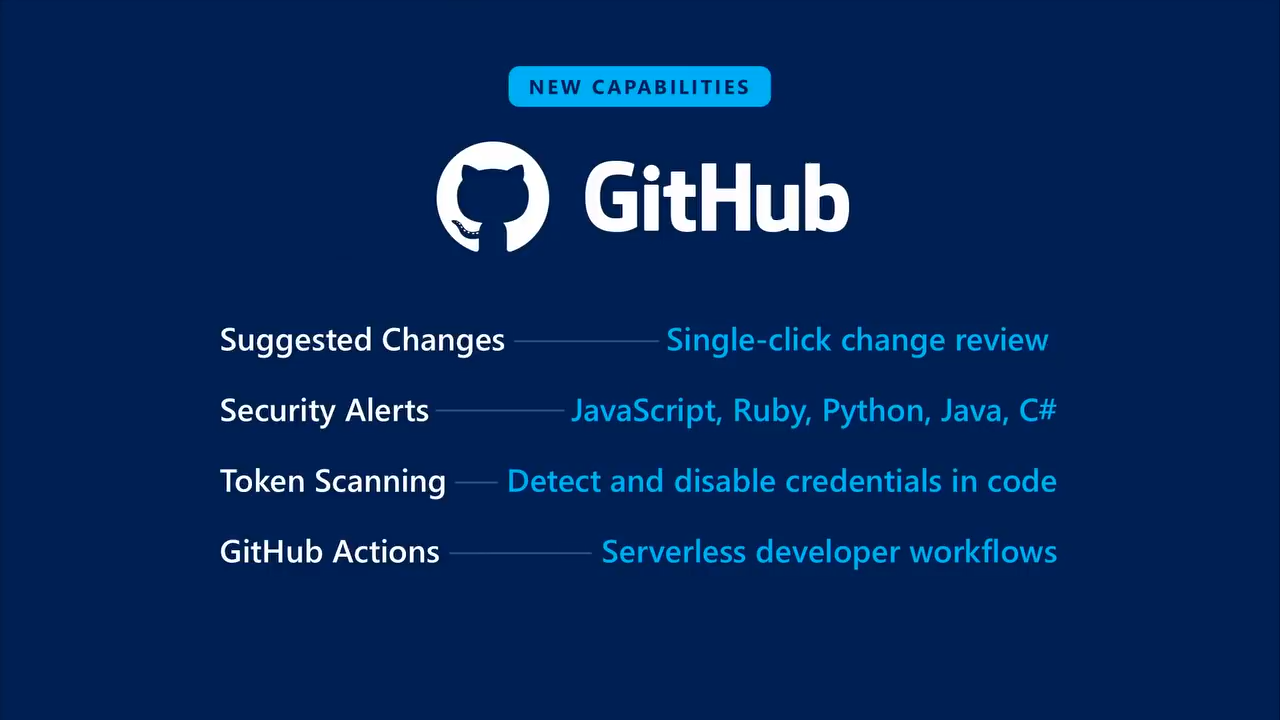 NEW CAPABILITIES
GitHub
Suggested Changes Single-click change review
Security Alerts JavaScript, Ruby, Python, Java, C#
Token Scanning Detect and disable credentials in code
GitHub Actions Serverless developer workflows